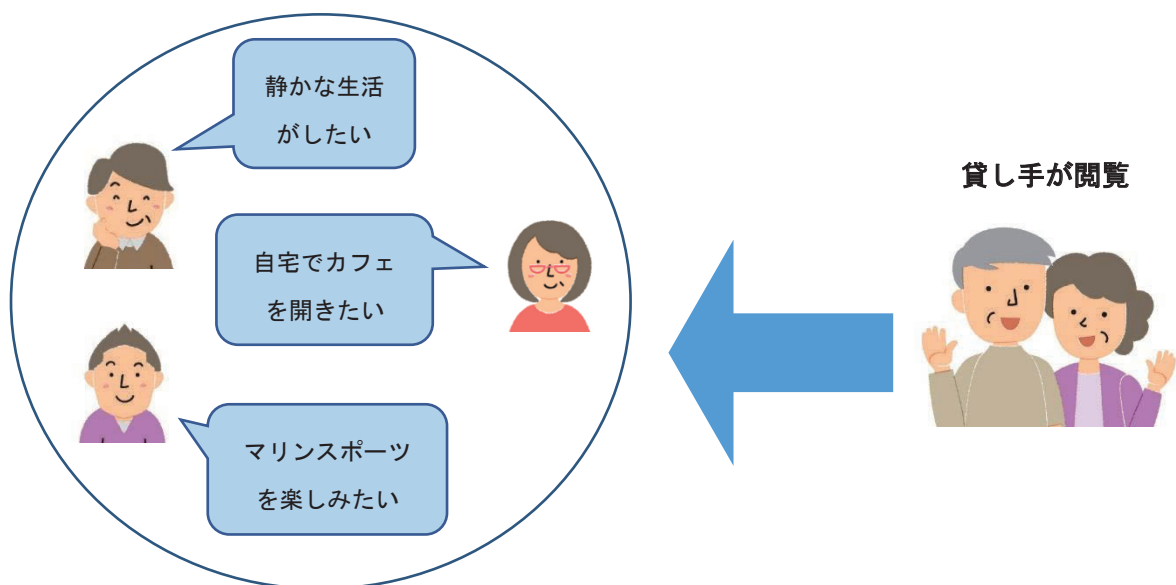 静かな生活
がしたい
貸し手が閲覧
自宅でカフェ
を開きたい
マリンスポーツ
を楽しみたい